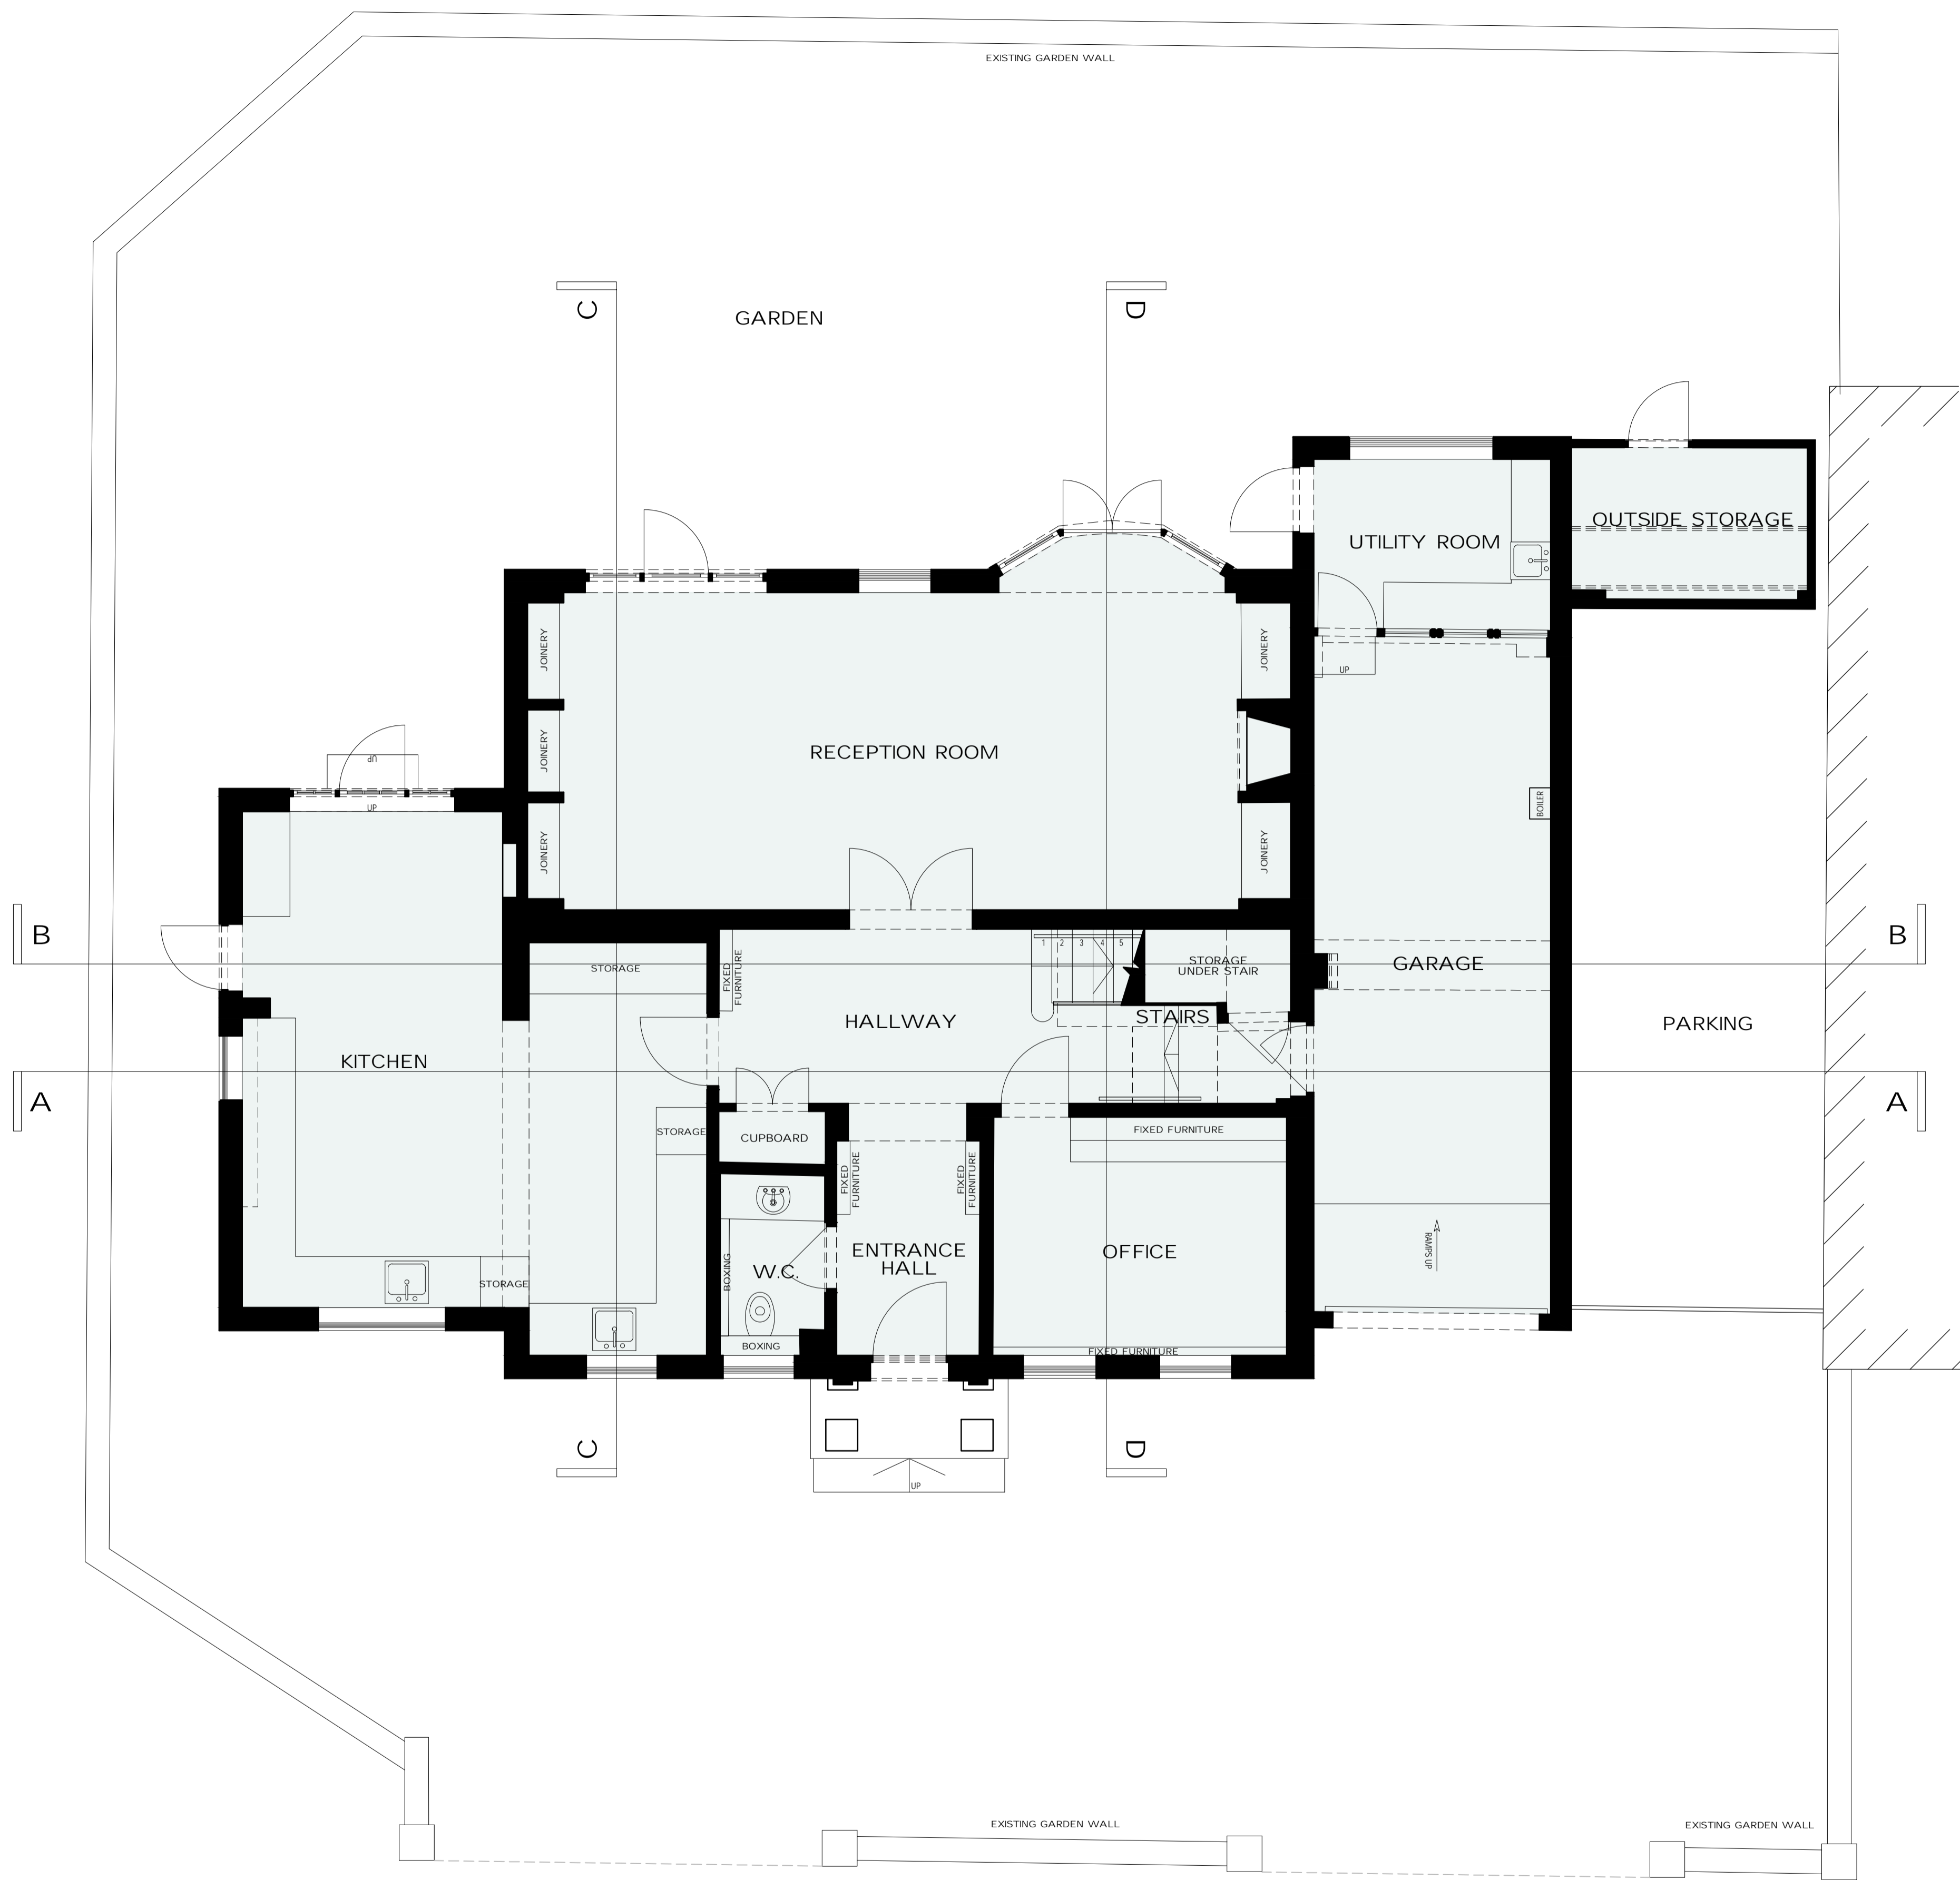 EXISTING GARDEN WALL
C
D
GARDEN
OUTSIDE STORAGE
UTILITY ROOM
JOINERY
JOINERY
UP
JOINERY
RECEPTION ROOM
UP
BOILER
UP
JOINERY
JOINERY
B
B
1 2 3 4 5
STORAGE
FIXED
FURNITURE
STORAGE
UNDER STAIR
GARAGE
HALLWAY
STAIRS
PARKING
KITCHEN
A
A
STORAGE
CUPBOARD
FIXED FURNITURE
FIXED
FURNITURE
FIXED
FURNITURE
ENTRANCE
HALL
OFFICE
RAMPS UP
BOXING
W.C.
STORAGE
BOXING
FIXED FURNITURE
C
D
UP
EXISTING GARDEN WALL
EXISTING GARDEN WALL